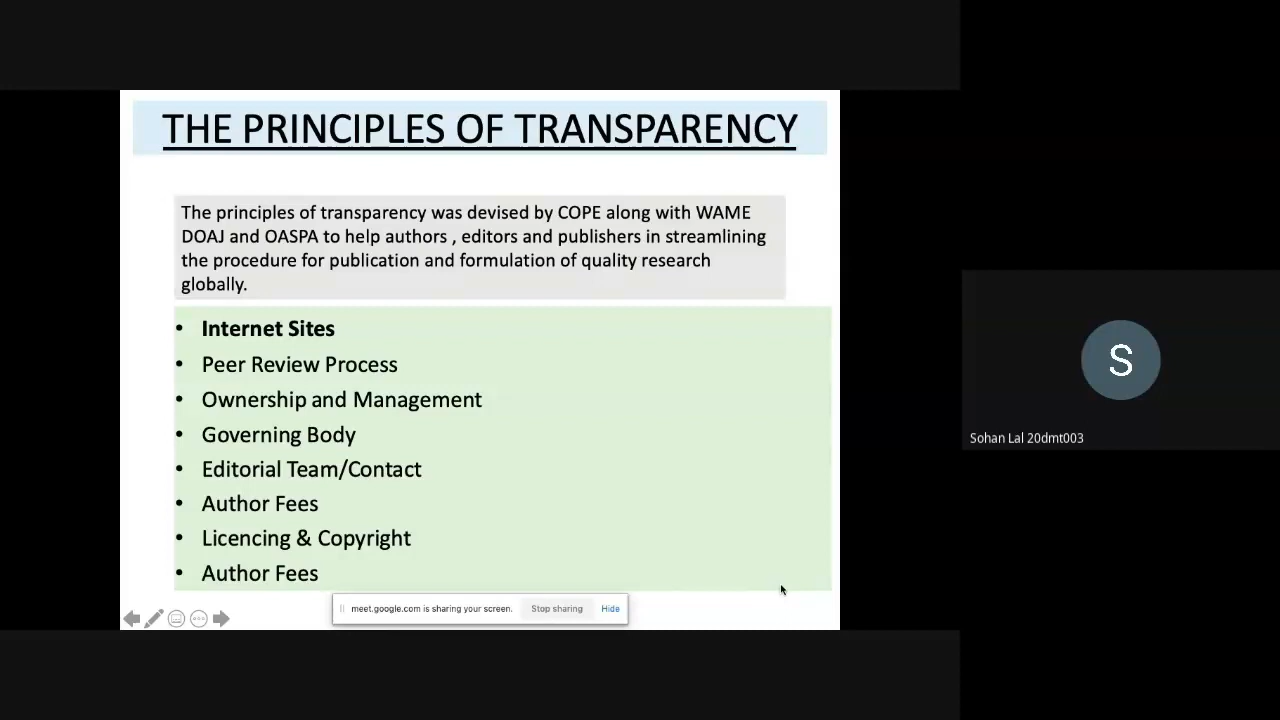 THE PRINCIPLES OF TRANSPARENCY
The principles of transparency was devised by COPE along with WAME
DOAJ and OASPA to help authors , editors and publishers in streamlining
the procedure for publication and formulation of quality research
globally.
• Internet Sites
• Peer Review Process
• Ownership and Management
• Governing Body
• Editorial Team/Contact
• Author Fees
• Licencing & Copyright
• Author Fees
meet.google.com is sharing your screen. Stop sharing Hide
S
Sohan Lal 20dmt003